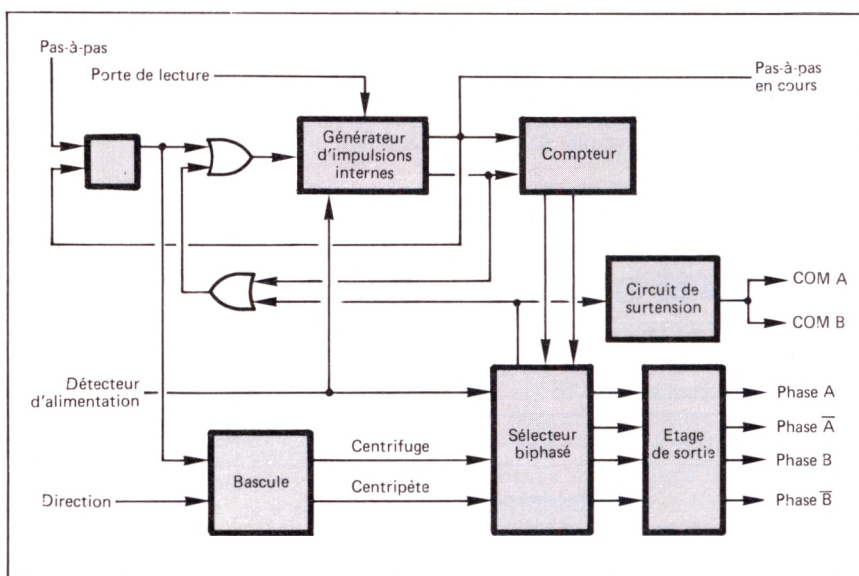 Pas-à-pas
Porte de lecture
Pas-à-pas
en cours
Générateur
d'impulsions
internes
Compteur
Circuit de
surtension
COM A
COM B
Détecteur
d'alimentation
Sélecteur
biphasé
Etage
de sortie
Phase A
Phase A̅
Phase B
Phase B̅
Centrifuge
Centripète
Bascule
Direction